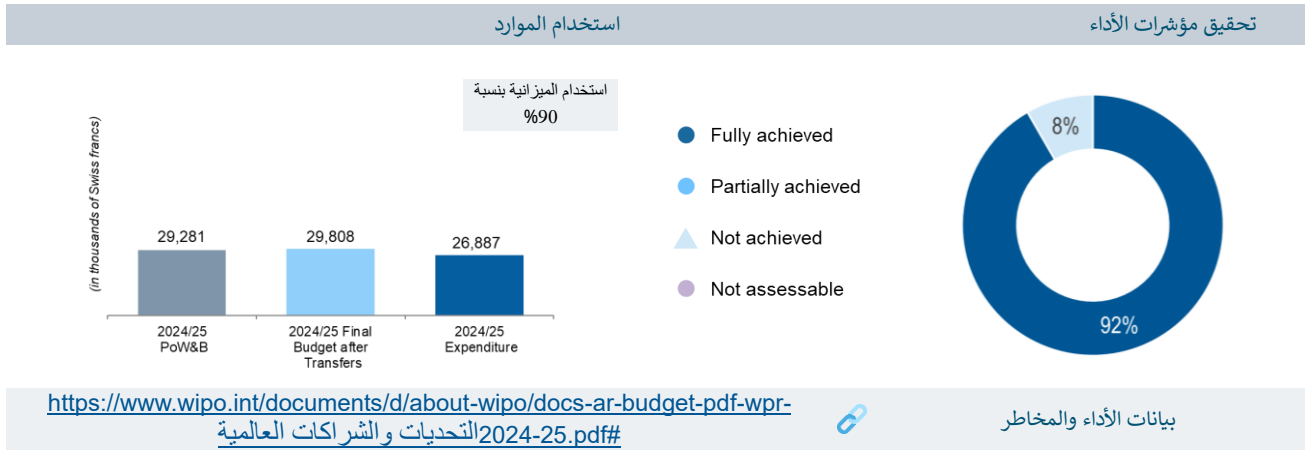 تحقيق مؤشرات الأداء
استخدام الموارد
استخدام الميزانية بنسبة
%90
(in thousands of Swiss francs)
29,281
29,808
26,887
2024/25
PoW&B
2024/25 Final
Budget after
Transfers
2024/25
Expenditure
Fully achieved
Partially achieved
Not achieved
Not assessable
8%
92%
بيانات الأداء والمخاطر
https://www.wipo.int/documents/d/about-wipo/docs-ar-budget-pdf-wpr-
2024-25.pdf#التحديات والشراكات العالمية